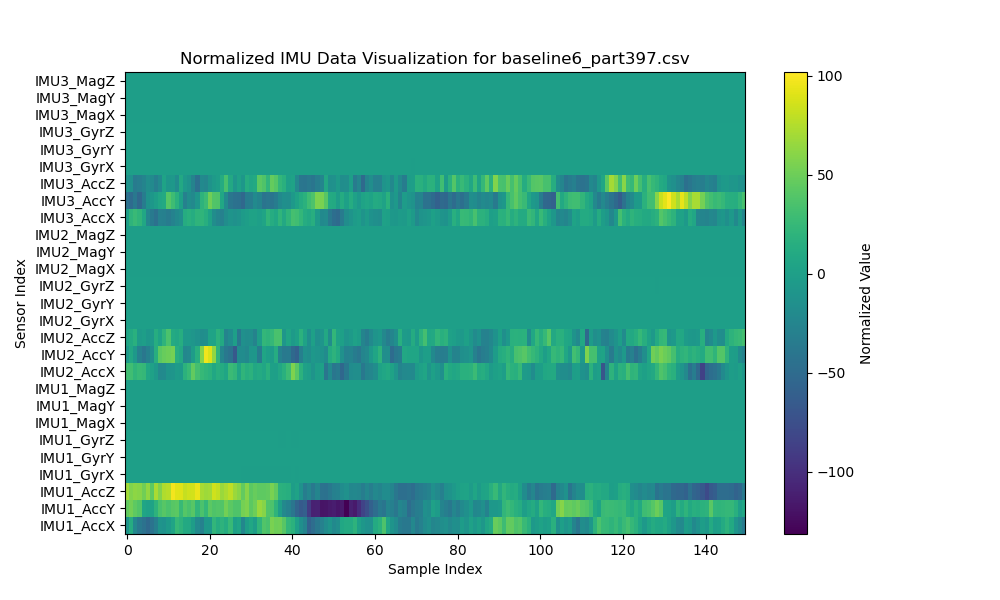 Normalized IMU Data Visualization for baseline6_part397.csv
IMU3_MagZ
IMU3_MagY
IMU3_MagX
IMU3_GyrZ
IMU3_GyrY
IMU3_GyrX
IMU3_AccZ
IMU3_AccY
IMU3_AccX
IMU2_MagZ
IMU2_MagY
IMU2_MagX
IMU2_GyrZ
IMU2_GyrY
IMU2_GyrX
IMU2_AccZ
IMU2_AccY
IMU2_AccX
IMU1_MagZ
IMU1_MagY
IMU1_MagX
IMU1_GyrZ
IMU1_GyrY
IMU1_GyrX
IMU1_AccZ
IMU1_AccY
IMU1_AccX
Sensor Index
0 20 40 60 80 100 120 140
Sample Index
100
50
0
−50
−100
Normalized Value